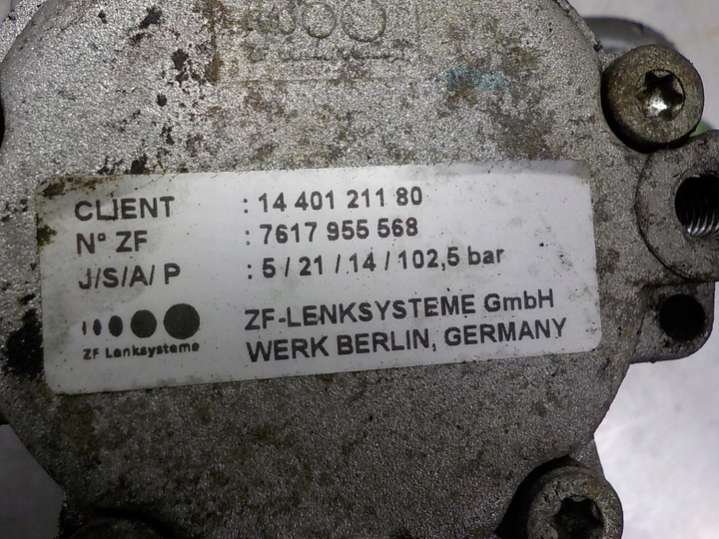 CLIENT : 14 401 211 80
Nº ZF : 7617 955 568
J/S/A/P : 5 / 21 / 14 / 102,5 bar
ZF-LENKSYSTEME GmbH
ZF Lenksysteme
WERK BERLIN, GERMANY